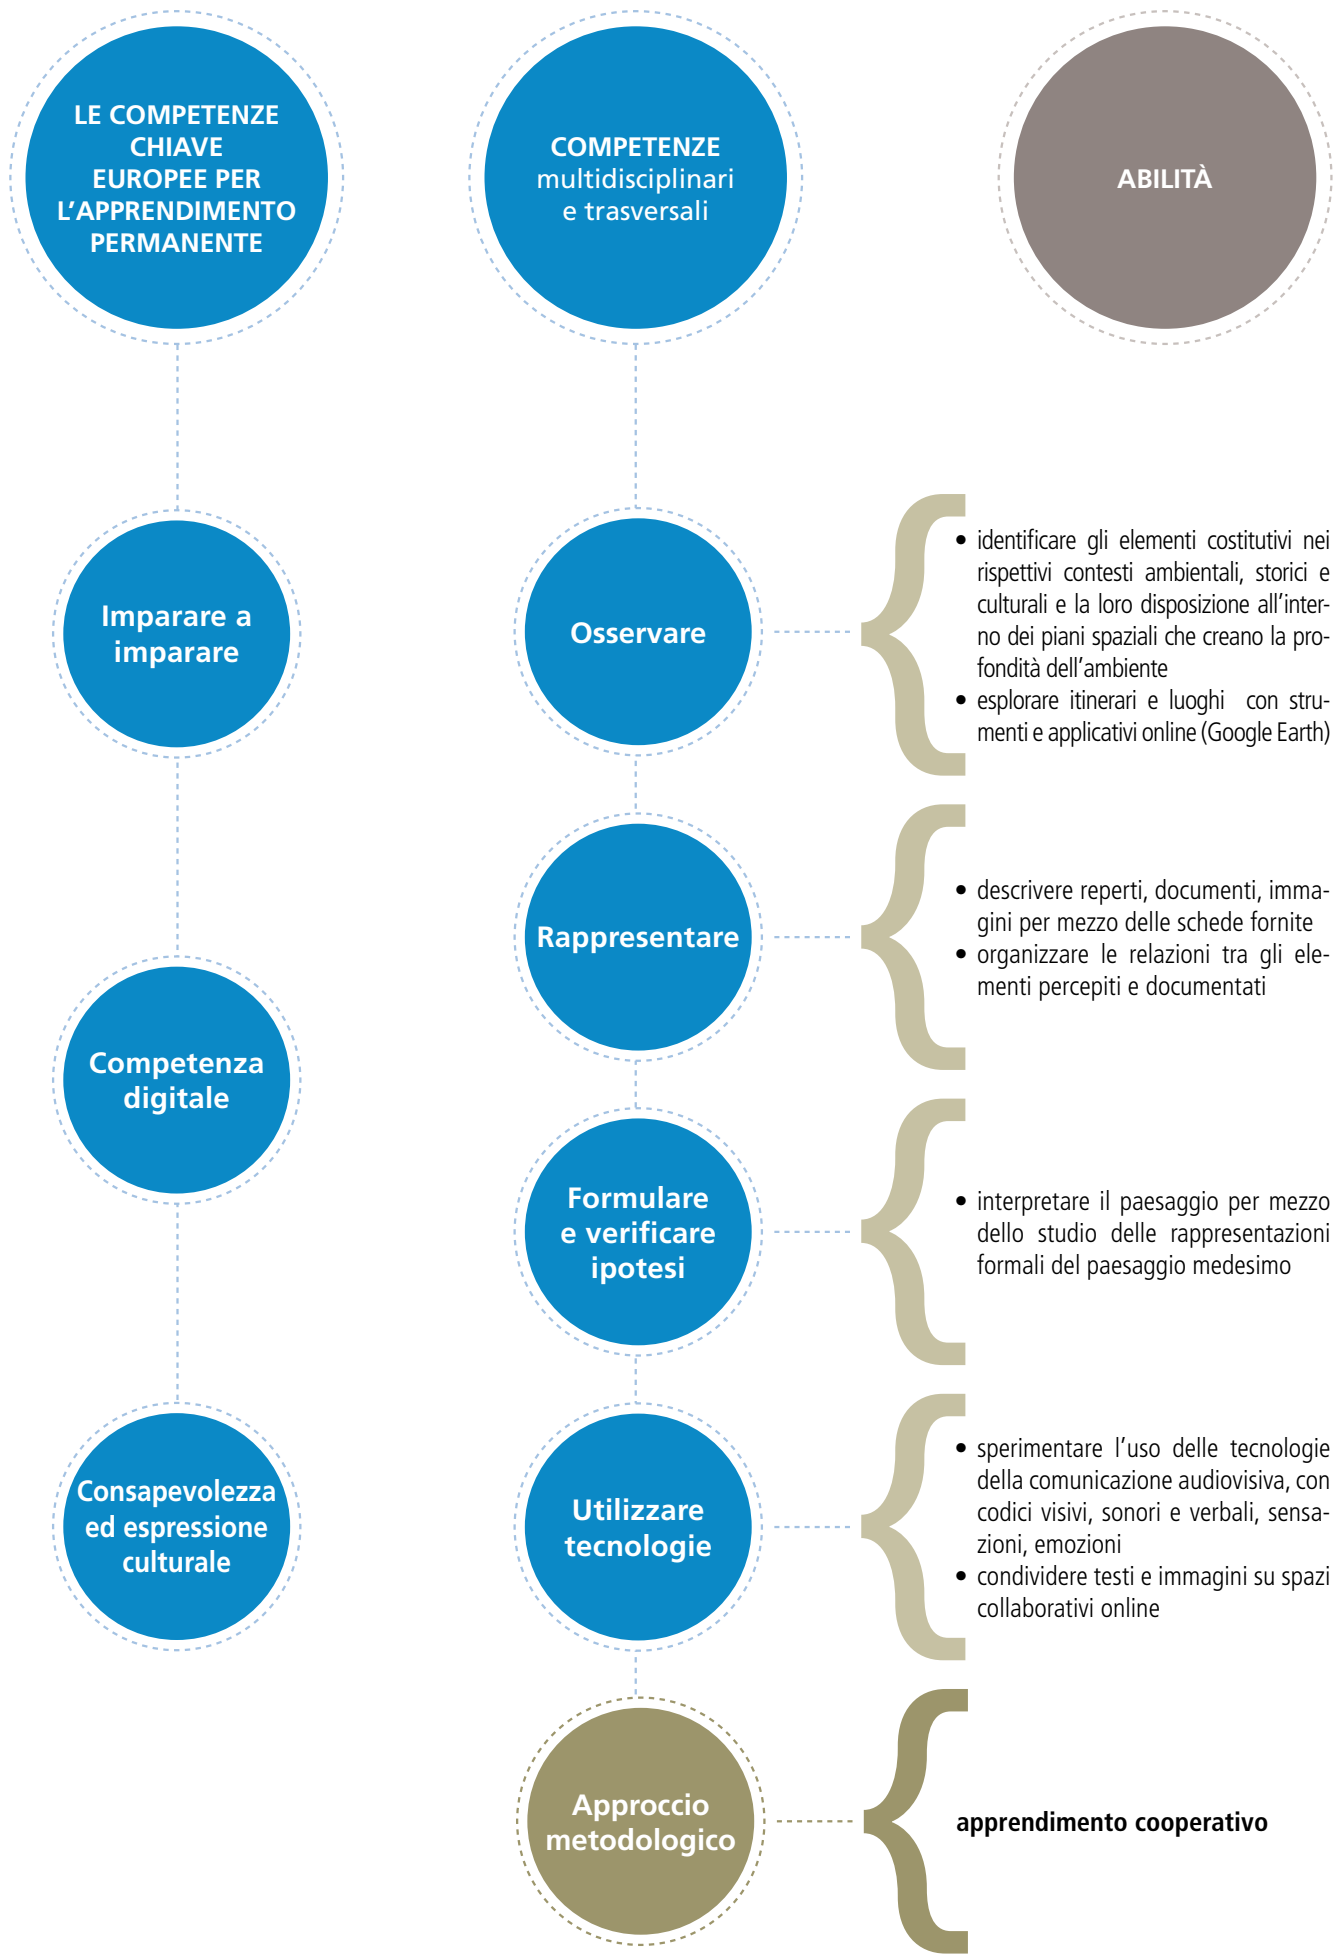 LE COMPETENZE
CHIAVE
EUROPEE PER
L’APPRENDIMENTO
PERMANENTE
COMPETENZE
multidisciplinari
e trasversali
ABILITÀ
Imparare a
imparare
Competenza
digitale
Consapevolezza
ed espressione
culturale
Osservare
• identificare gli elementi costitutivi nei
rispettivi contesti ambientali, storici e
culturali e la loro disposizione all’inter-
no dei piani spaziali che creano la pro-
fondità dell’ambiente
• esplorare itinerari e luoghi con stru-
menti e applicativi online (Google Earth)
Rappresentare
• descrivere reperti, documenti, imma-
gini per mezzo delle schede fornite
• organizzare le relazioni tra gli ele-
menti percepiti e documentati
Formulare
e verificare
ipotesi
• interpretare il paesaggio per mezzo
dello studio delle rappresentazioni
formali del paesaggio medesimo
Utilizzare
tecnologie
• sperimentare l’uso delle tecnologie
della comunicazione audiovisiva, con
codici visivi, sonori e verbali, sensa-
zioni, emozioni
• condividere testi e immagini su spazi
collaborativi online
Approccio
metodologico
apprendimento cooperativo